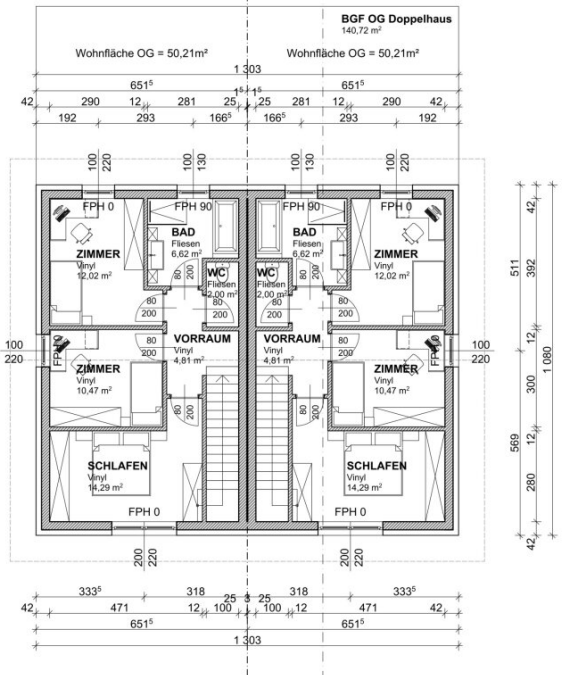 BGF OG Doppelhaus
140,72 m²
Wohnfläche OG = 50,21m² Wohnfläche OG = 50,21m²
1 303
651⁵ 651⁵
1⁵ 1⁵
42 290 12 281 25 25 281 12 290 42
192 293 166⁵ 166⁵ 293 192
100 220 100 130 100 130 100 220
FPH 0 FPH 90 FPH 90 FPH 0
BAD BAD
Fliesen Fliesen
6,62 m² 6,62 m²
ZIMMER ZIMMER
Vinyl Vinyl
12,02 m² 12,02 m²
80 200 80 200
WC WC
Fliesen Fliesen
2,00 m² 2,00 m²
80 200 80 200 80 200 80 200
100 220 FPH 0 FPH 0 100 220
VORRAUM VORRAUM
Vinyl Vinyl
4,81 m² 4,81 m²
80 200 80 200
ZIMMER ZIMMER
Vinyl Vinyl
10,47 m² 10,47 m²
80 200 80 200
SCHLAFEN SCHLAFEN
Vinyl Vinyl
14,29 m² 14,29 m²
FPH 0 FPH 0
200 220 200 220
42 392 12 300 12 280 42
511 569
1 080
333⁵ 318 25 3 25 318 333⁵
42 471 12 100 100 12 471 42
651⁵ 651⁵
1 303